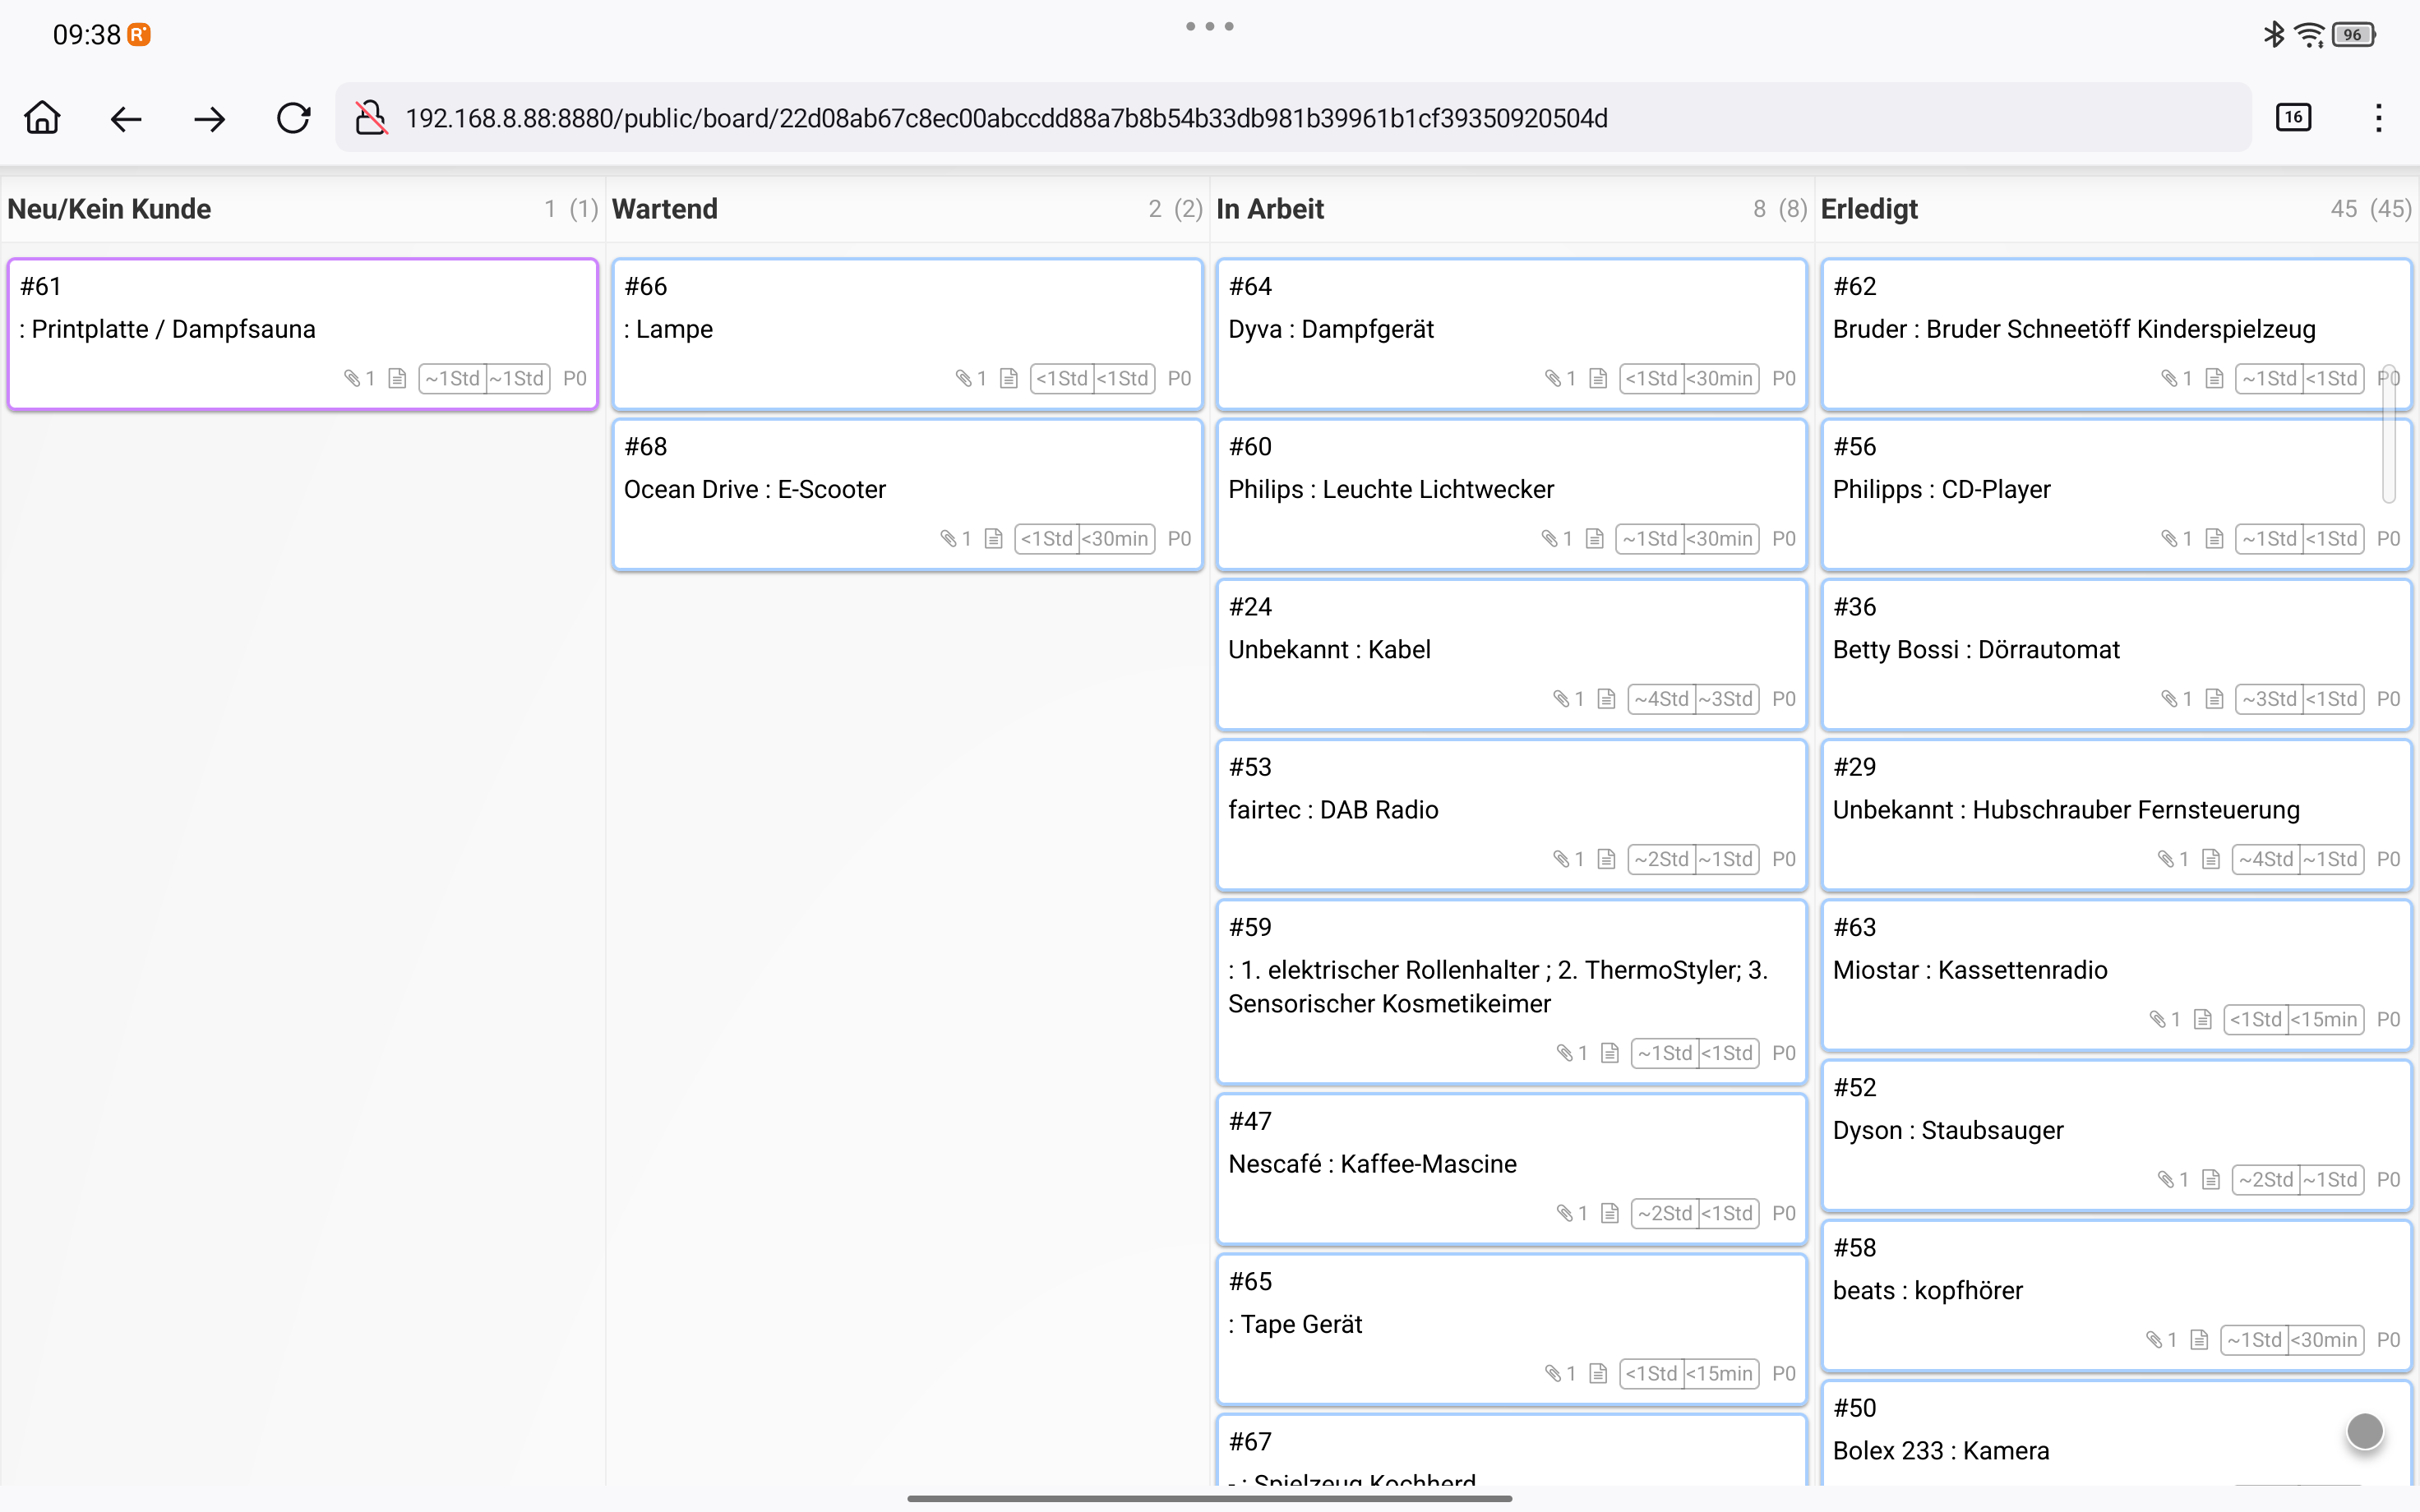 09:38
96
192.168.8.88:8880/public/board/22d08ab67c8ec00abccdd88a7b8b54b33db981b39961b1cf39350920504d
16
Neu/Kein Kunde 1 (1)
#61
: Printplatte / Dampfsauna
1 ~1Std ~1Std P0
Wartend 2 (2)
#66
: Lampe
1 <1Std <1Std P0
#68
Ocean Drive : E-Scooter
1 <1Std <30min P0
In Arbeit 8 (8)
#64
Dyva : Dampfgerät
1 <1Std <30min P0
#60
Philips : Leuchte Lichtwecker
1 ~1Std <30min P0
#24
Unbekannt : Kabel
1 ~4Std ~3Std P0
#53
fairtec : DAB Radio
1 ~2Std ~1Std P0
#59
: 1. elektrischer Rollenhalter ; 2. ThermoStyler; 3.
Sensorischer Kosmetikeimer
1 ~1Std <1Std P0
#47
Nescafé : Kaffee-Mascine
1 ~2Std <1Std P0
#65
: Tape Gerät
1 <1Std <15min P0
#67
- : Spielzeug Kochherd
Erledigt 45 (45)
#62
Bruder : Bruder Schneetöff Kinderspielzeug
1 ~1Std <1Std P0
#56
Philipps : CD-Player
1 ~1Std <1Std P0
#36
Betty Bossi : Dörrautomat
1 ~3Std <1Std P0
#29
Unbekannt : Hubschrauber Fernsteuerung
1 ~4Std ~1Std P0
#63
Miostar : Kassettenradio
1 <1Std <15min P0
#52
Dyson : Staubsauger
1 ~2Std ~1Std P0
#58
beats : kopfhörer
1 ~1Std <30min P0
#50
Bolex 233 : Kamera